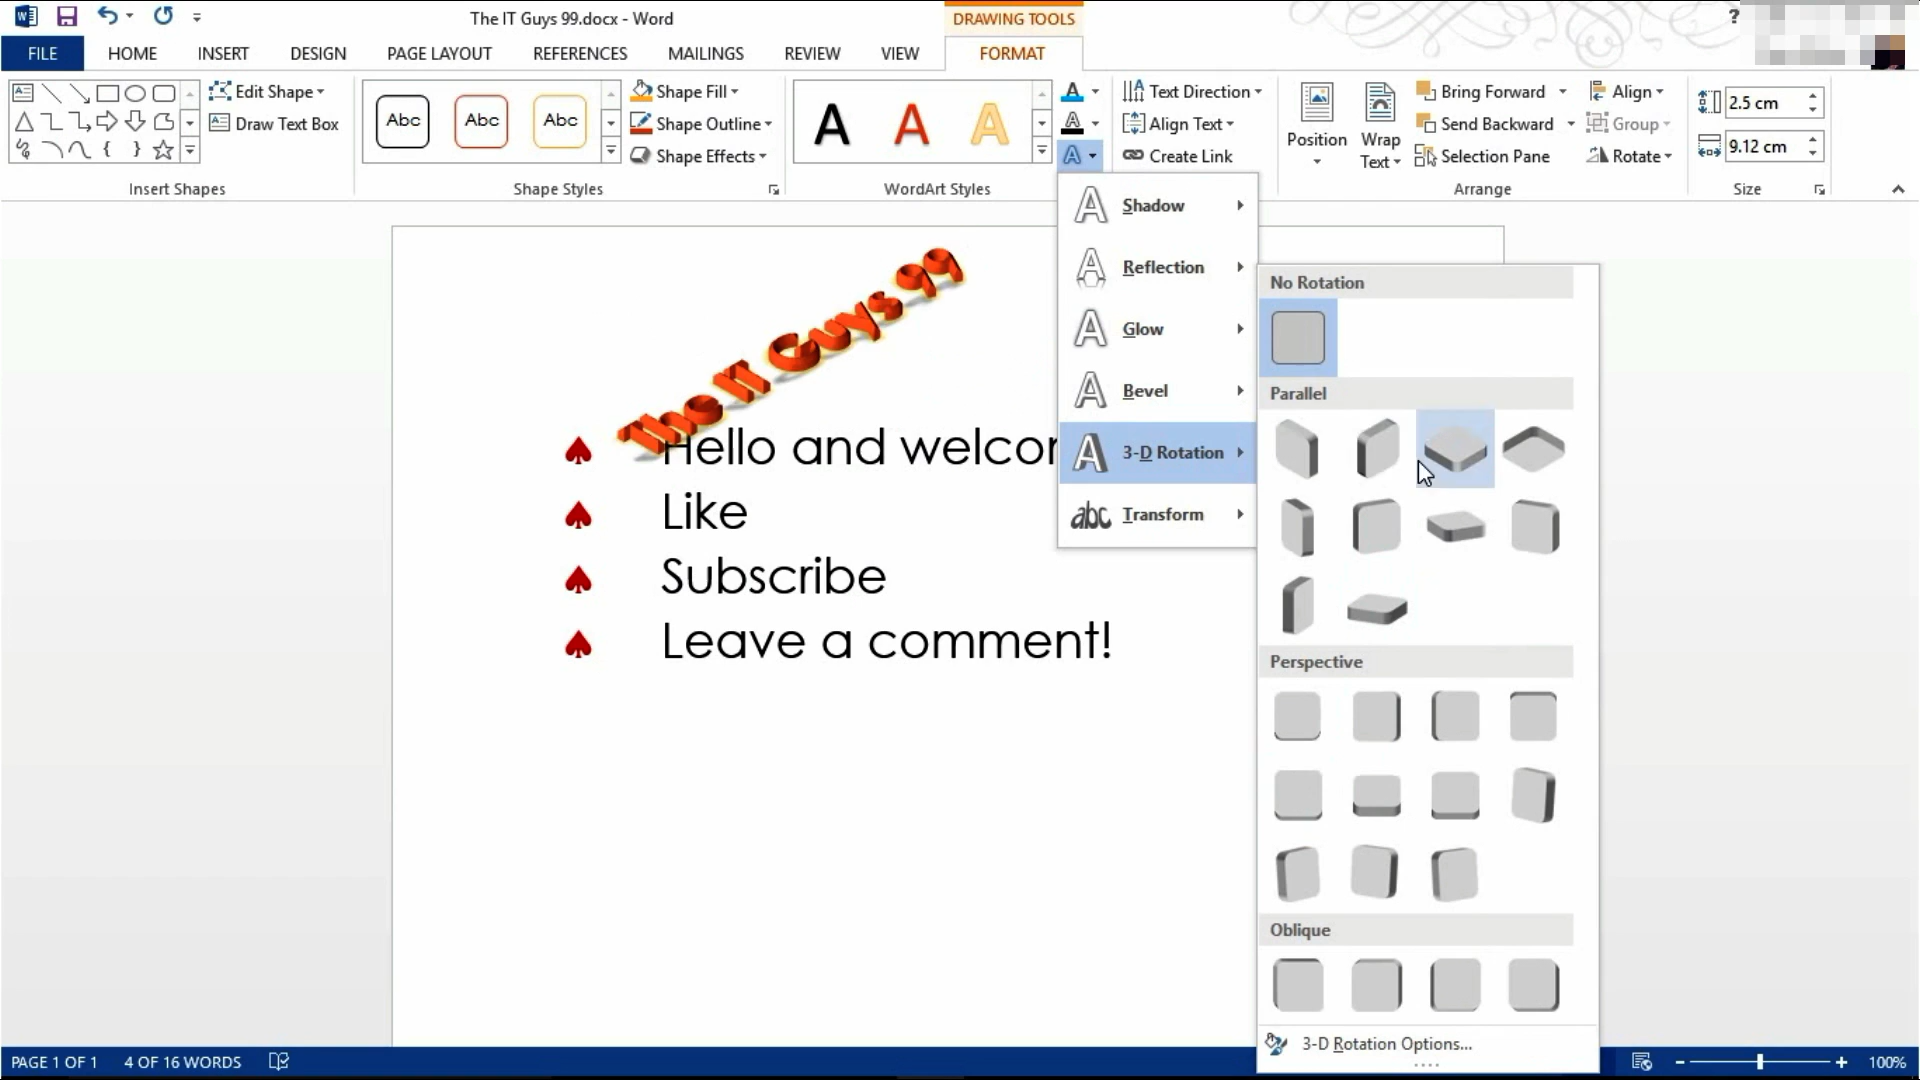 The IT Guys 99.docx - Word
DRAWING TOOLS
?
FILE HOME INSERT DESIGN PAGE LAYOUT REFERENCES MAILINGS REVIEW VIEW FORMAT
Edit Shape
Draw Text Box
Insert Shapes
Abc Abc Abc
Shape Fill
Shape Outline
Shape Effects
Shape Styles
A A A
WordArt Styles
Text Direction
Align Text
Create Link
Position
Wrap
Text
Bring Forward
Send Backward
Selection Pane
Align
Group
Rotate
Arrange
2.5 cm
9.12 cm
Size
Shadow
Reflection
Glow
Bevel
3-D Rotation
Transform
No Rotation
Parallel
Perspective
Oblique
3-D Rotation Options...
The IT Guys 99
Hello and welcom
Like
Subscribe
Leave a comment!
PAGE 1 OF 1 4 OF 16 WORDS
100%